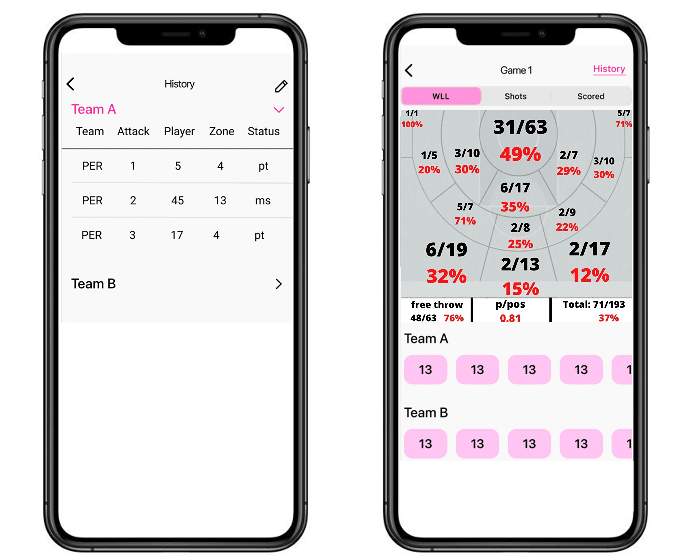 History
Team A
Team Attack Player Zone Status
PER 1 5 4 pt
PER 2 45 13 ms
PER 3 17 4 pt
Team B
Game 1
History
WLL Shots Scored
1/1
100%
31/63
49%
5/7
71%
1/5
20%
3/10
30%
2/7
29%
3/10
30%
6/17
35%
5/7
71%
2/9
22%
2/8
25%
6/19
32%
2/13
15%
2/17
12%
free throw
48/63 76%
p/pos
0.81
Total: 71/193
37%
Team A
13 13 13 13 1
Team B
13 13 13 13 1